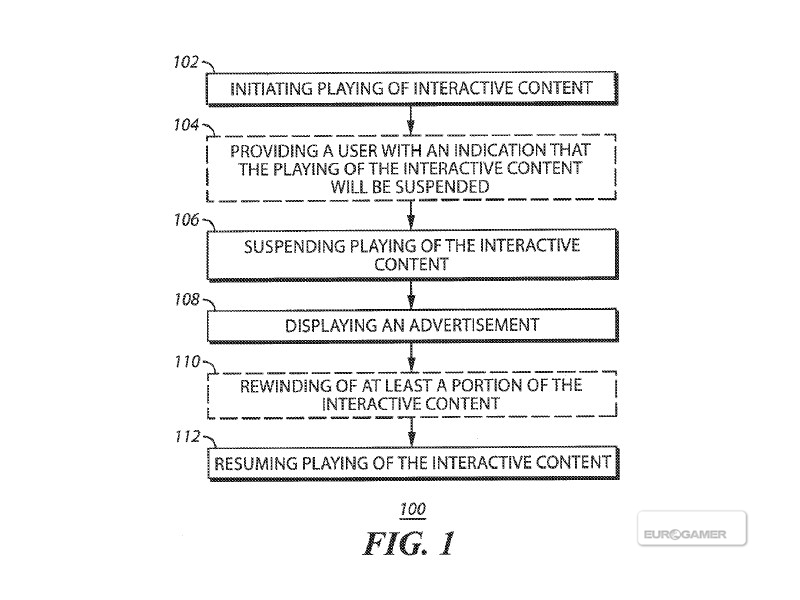 102
INITIATING PLAYING OF INTERACTIVE CONTENT
104
PROVIDING A USER WITH AN INDICATION THAT
THE PLAYING OF THE INTERACTIVE CONTENT
WILL BE SUSPENDED
106
SUSPENDING PLAYING OF THE INTERACTIVE
CONTENT
108
DISPLAYING AN ADVERTISEMENT
110
REWINDING OF AT LEAST A PORTION OF THE
INTERACTIVE CONTENT
112
RESUMING PLAYING OF THE INTERACTIVE CONTENT
100
FIG. 1
EUROGAMER